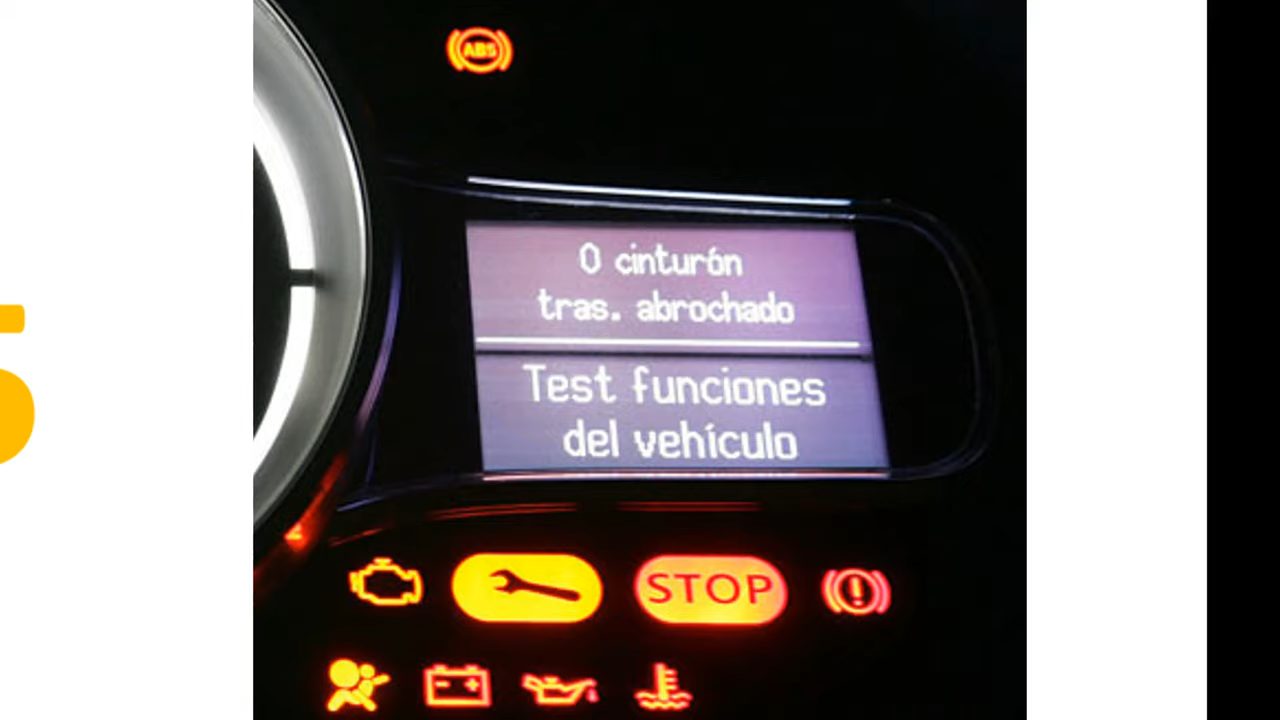 ABS
0 cinturón
tras. abrochado
Test funciones
del vehículo
STOP